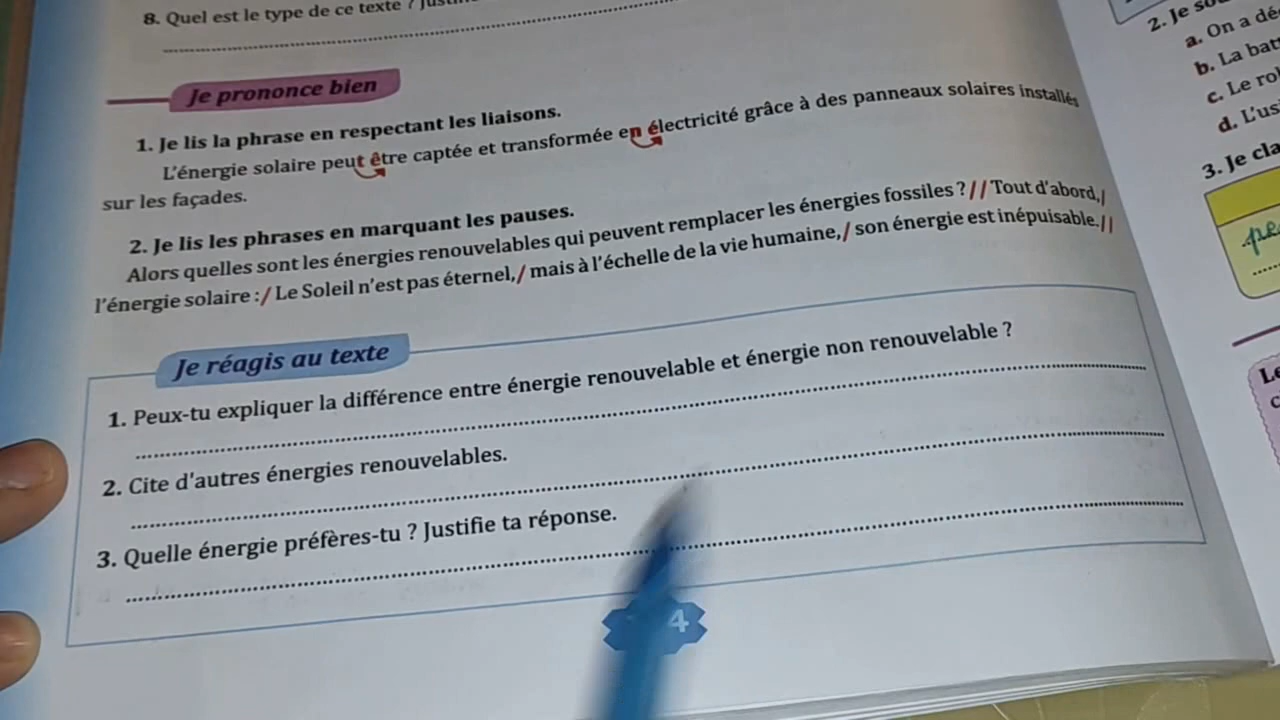 8. Quel est le type de ce texte ?
Je prononce bien
1. Je lis la phrase en respectant les liaisons.
L'énergie solaire peut être captée et transformée en électricité grâce à des panneaux solaires installés
sur les façades.
2. Je lis les phrases en marquant les pauses.
Alors quelles sont les énergies renouvelables qui peuvent remplacer les énergies fossiles ? // Tout d'abord,/
l'énergie solaire :/ Le Soleil n'est pas éternel,/ mais à l'échelle de la vie humaine,/ son énergie est inépuisable.//
Je réagis au texte
1. Peux-tu expliquer la différence entre énergie renouvelable et énergie non renouvelable ?
2. Cite d'autres énergies renouvelables.
3. Quelle énergie préfères-tu ? Justifie ta réponse.
4
2. Je
a. On a
b. La
c. Le
d.
3. Je